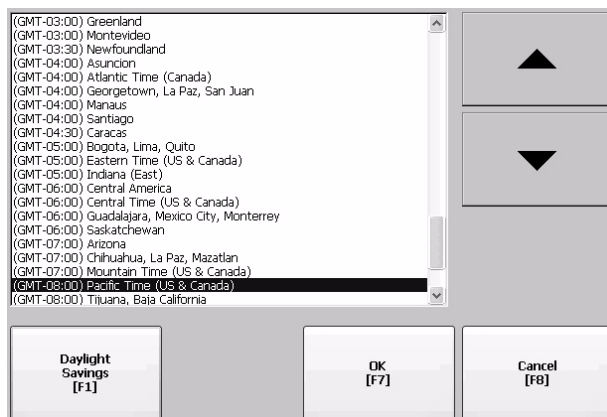 (GMT-03:00) Greenland
(GMT-03:00) Montevideo
(GMT-03:30) Newfoundland
(GMT-04:00) Asuncion
(GMT-04:00) Atlantic Time (Canada)
(GMT-04:00) Georgetown, La Paz, San Juan
(GMT-04:00) Manaus
(GMT-04:00) Santiago
(GMT-04:30) Caracas
(GMT-05:00) Bogota, Lima, Quito
(GMT-05:00) Eastern Time (US & Canada)
(GMT-05:00) Indiana (East)
(GMT-06:00) Central America
(GMT-06:00) Central Time (US & Canada)
(GMT-06:00) Guadalajara, Mexico City, Monterrey
(GMT-06:00) Saskatchewan
(GMT-07:00) Arizona
(GMT-07:00) Chihuahua, La Paz, Mazatlan
(GMT-07:00) Mountain Time (US & Canada)
(GMT-08:00) Pacific Time (US & Canada)
(GMT-08:00) Tijuana, Baja California
Daylight
Savings
[F1]
OK
[F7]
Cancel
[F8]